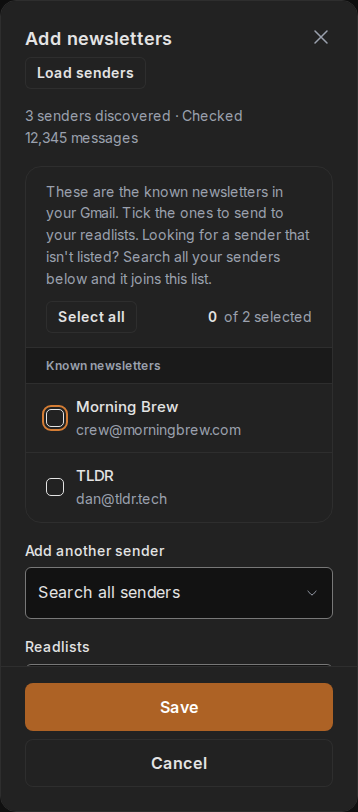 Add newsletters
Load senders
3 senders discovered · Checked
12,345 messages
These are the known newsletters in
your Gmail. Tick the ones to send to
your readlists. Looking for a sender that
isn't listed? Search all your senders
below and it joins this list.
Select all
0 of 2 selected
Known newsletters
Morning Brew
crew@morningbrew.com
TLDR
dan@tldr.tech
Add another sender
Search all senders
Readlists
Save
Cancel